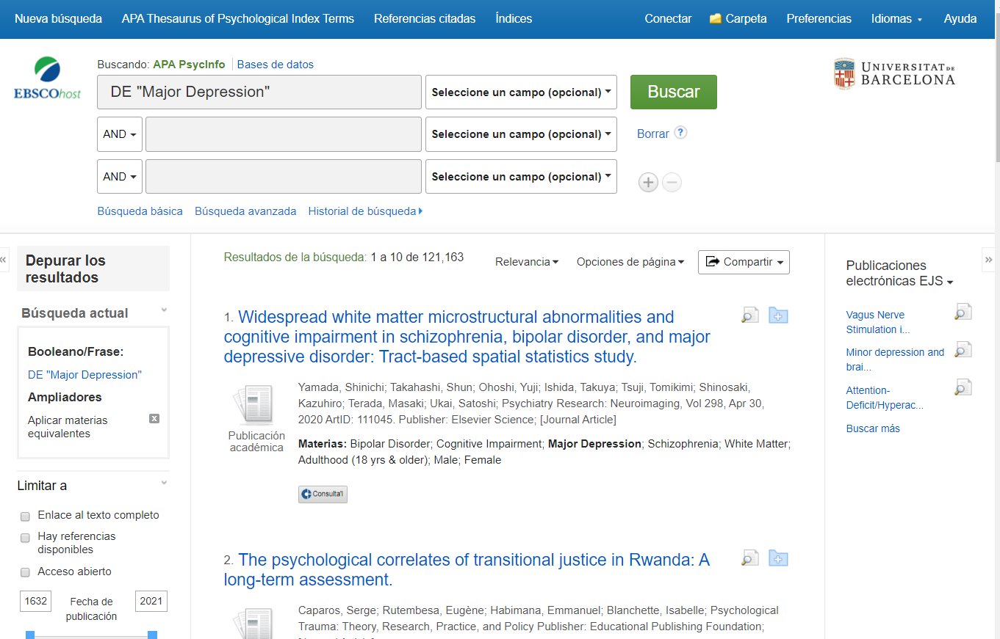 Nueva búsqueda APA Thesaurus of Psychological Index Terms Referencias citadas Índices Conectar Carpeta Preferencias Idiomas Ayuda
EBSCOhost
Buscando: APA PsycInfo Bases de datos
UNIVERSITAT DE
BARCELONA
DE "Major Depression" Seleccione un campo (opcional) Buscar
AND Seleccione un campo (opcional) Borrar ?
AND Seleccione un campo (opcional)
Búsqueda básica Búsqueda avanzada Historial de búsqueda
«
Depurar los
resultados
Búsqueda actual
Booleano/Frase:
DE "Major Depression"
Ampliadores
Aplicar materias
equivalentes
Limitar a
Enlace al texto completo
Hay referencias
disponibles
Acceso abierto
1632 Fecha de
publicación 2021
Resultados de la búsqueda: 1 a 10 de 121,163 Relevancia Opciones de página Compartir
1. Widespread white matter microstructural abnormalities and
cognitive impairment in schizophrenia, bipolar disorder, and major
depressive disorder: Tract-based spatial statistics study.
Publicación
académica
Yamada, Shinichi; Takahashi, Shun; Ohoshi, Yuji; Ishida, Takuya; Tsuji, Tomikimi; Shinosaki,
Kazuhiro; Terada, Masaki; Ukai, Satoshi; Psychiatry Research: Neuroimaging, Vol 298, Apr 30,
2020 ArtID: 111045. Publisher: Elsevier Science; [Journal Article]
Materias: Bipolar Disorder; Cognitive Impairment; Major Depression; Schizophrenia; White Matter;
Adulthood (18 yrs & older); Male; Female
Consulta'l
2. The psychological correlates of transitional justice in Rwanda: A
long-term assessment.
Caparos, Serge; Rutembesa, Eugène; Habimana, Emmanuel; Blanchette, Isabelle; Psychological
Trauma: Theory, Research, Practice, and Policy Publisher: Educational Publishing Foundation;
»
Publicaciones
electrónicas EJS
Vagus Nerve
Stimulation i...
Minor depression and
brai...
Attention-
Deficit/Hyperac...
Buscar más